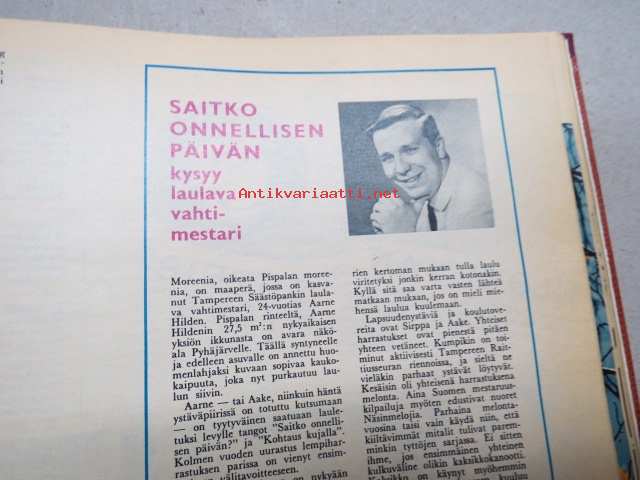 SAITKO
ONNELLISEN
PÄIVÄN
kysyy
laulava
vahti-
mestari
Antikvariaatti.net
Moreenia, oikeata Pispalan moree-
nia, on maaperä, jossa on kasva-
nut Tampereen Säästöpankin laula-
va vahtimestari, 24-vuotias Aarne
Hilden. Pispalan rinteeltä, Aarne
Hildenin 27,5 m²:n nykyaikaisen
yksiön ikkunasta on avara näkö-
ala Pyhäjärvelle. Täällä syntyneelle
ja edelleen asuvalle on annettu huo-
menlahjaksi kuvaan sopivaa kauko-
kaipuuta, joka nyt purkautuu lau-
lun siivin.
Aarne — tai Aake, niinkuin häntä
ystäväpiirissä on totuttu kutsumaan
— on tyytyväinen saatuaan laule-
tuksi levylle tangot "Saitko onnelli-
sen päivän?" ja "Kohtaus kujalla".
Kolmen vuoden uurastus lempihar-
rastuksen parissa on vienyt ensim-
välitavoitteeseen.
on nykyään
rien kertoman mukaan tulla laulu
viritetyksi jonkin kerran kotonakin.
Kyllä sitä saa varta vasten lähteä
matkaan mukaan, jos on mieli mie-
hensä laulua kuulemaan.
Lapsuudenystäviä ja koulutove-
reita ovat Sirppa ja Aake. Yhteiset
harrastukset ovat pienestä pitäen
yhteen vetäneet. Kumpikin on toi-
minut aktiivisesti Tampereen Rait-
tiusseuran riennoissa, ja sieltä ne
vieläkin parhaat ystävät löytyvät.
Kesäisin oli yhteisenä harrastuksena
melonta. Aina Suomen mestaruus-
kilpailuja myöten edustivat nuoret
Näsinmelojia. Parhaina melonta-
vuosina taisi vain käydä niin, että
kiiltävimmät mitalit tulivat parem-
minkin tyttöjen sarjassa. Ei sitten
ihme, jos ensimmäinen yhteinen
kulkuväline olikin kaksikkokanootti.
on käynyt myöhemmin
kuuluu